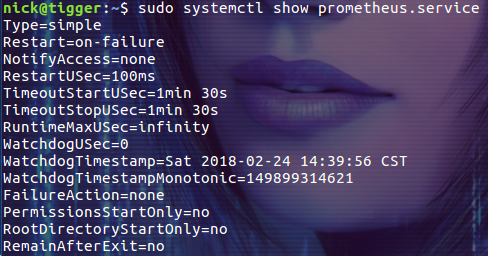 nick@tigger:~$ sudo systemctl show prometheus.service
Type=simple
Restart=on-failure
NotifyAccess=none
RestartUSec=100ms
TimeoutStartUSec=1min 30s
TimeoutStopUSec=1min 30s
RuntimeMaxUSec=infinity
WatchdogUSec=0
WatchdogTimestamp=Sat 2018-02-24 14:39:56 CST
WatchdogTimestampMonotonic=149899314621
FailureAction=none
PermissionsStartOnly=no
RootDirectoryStartOnly=no
RemainAfterExit=no